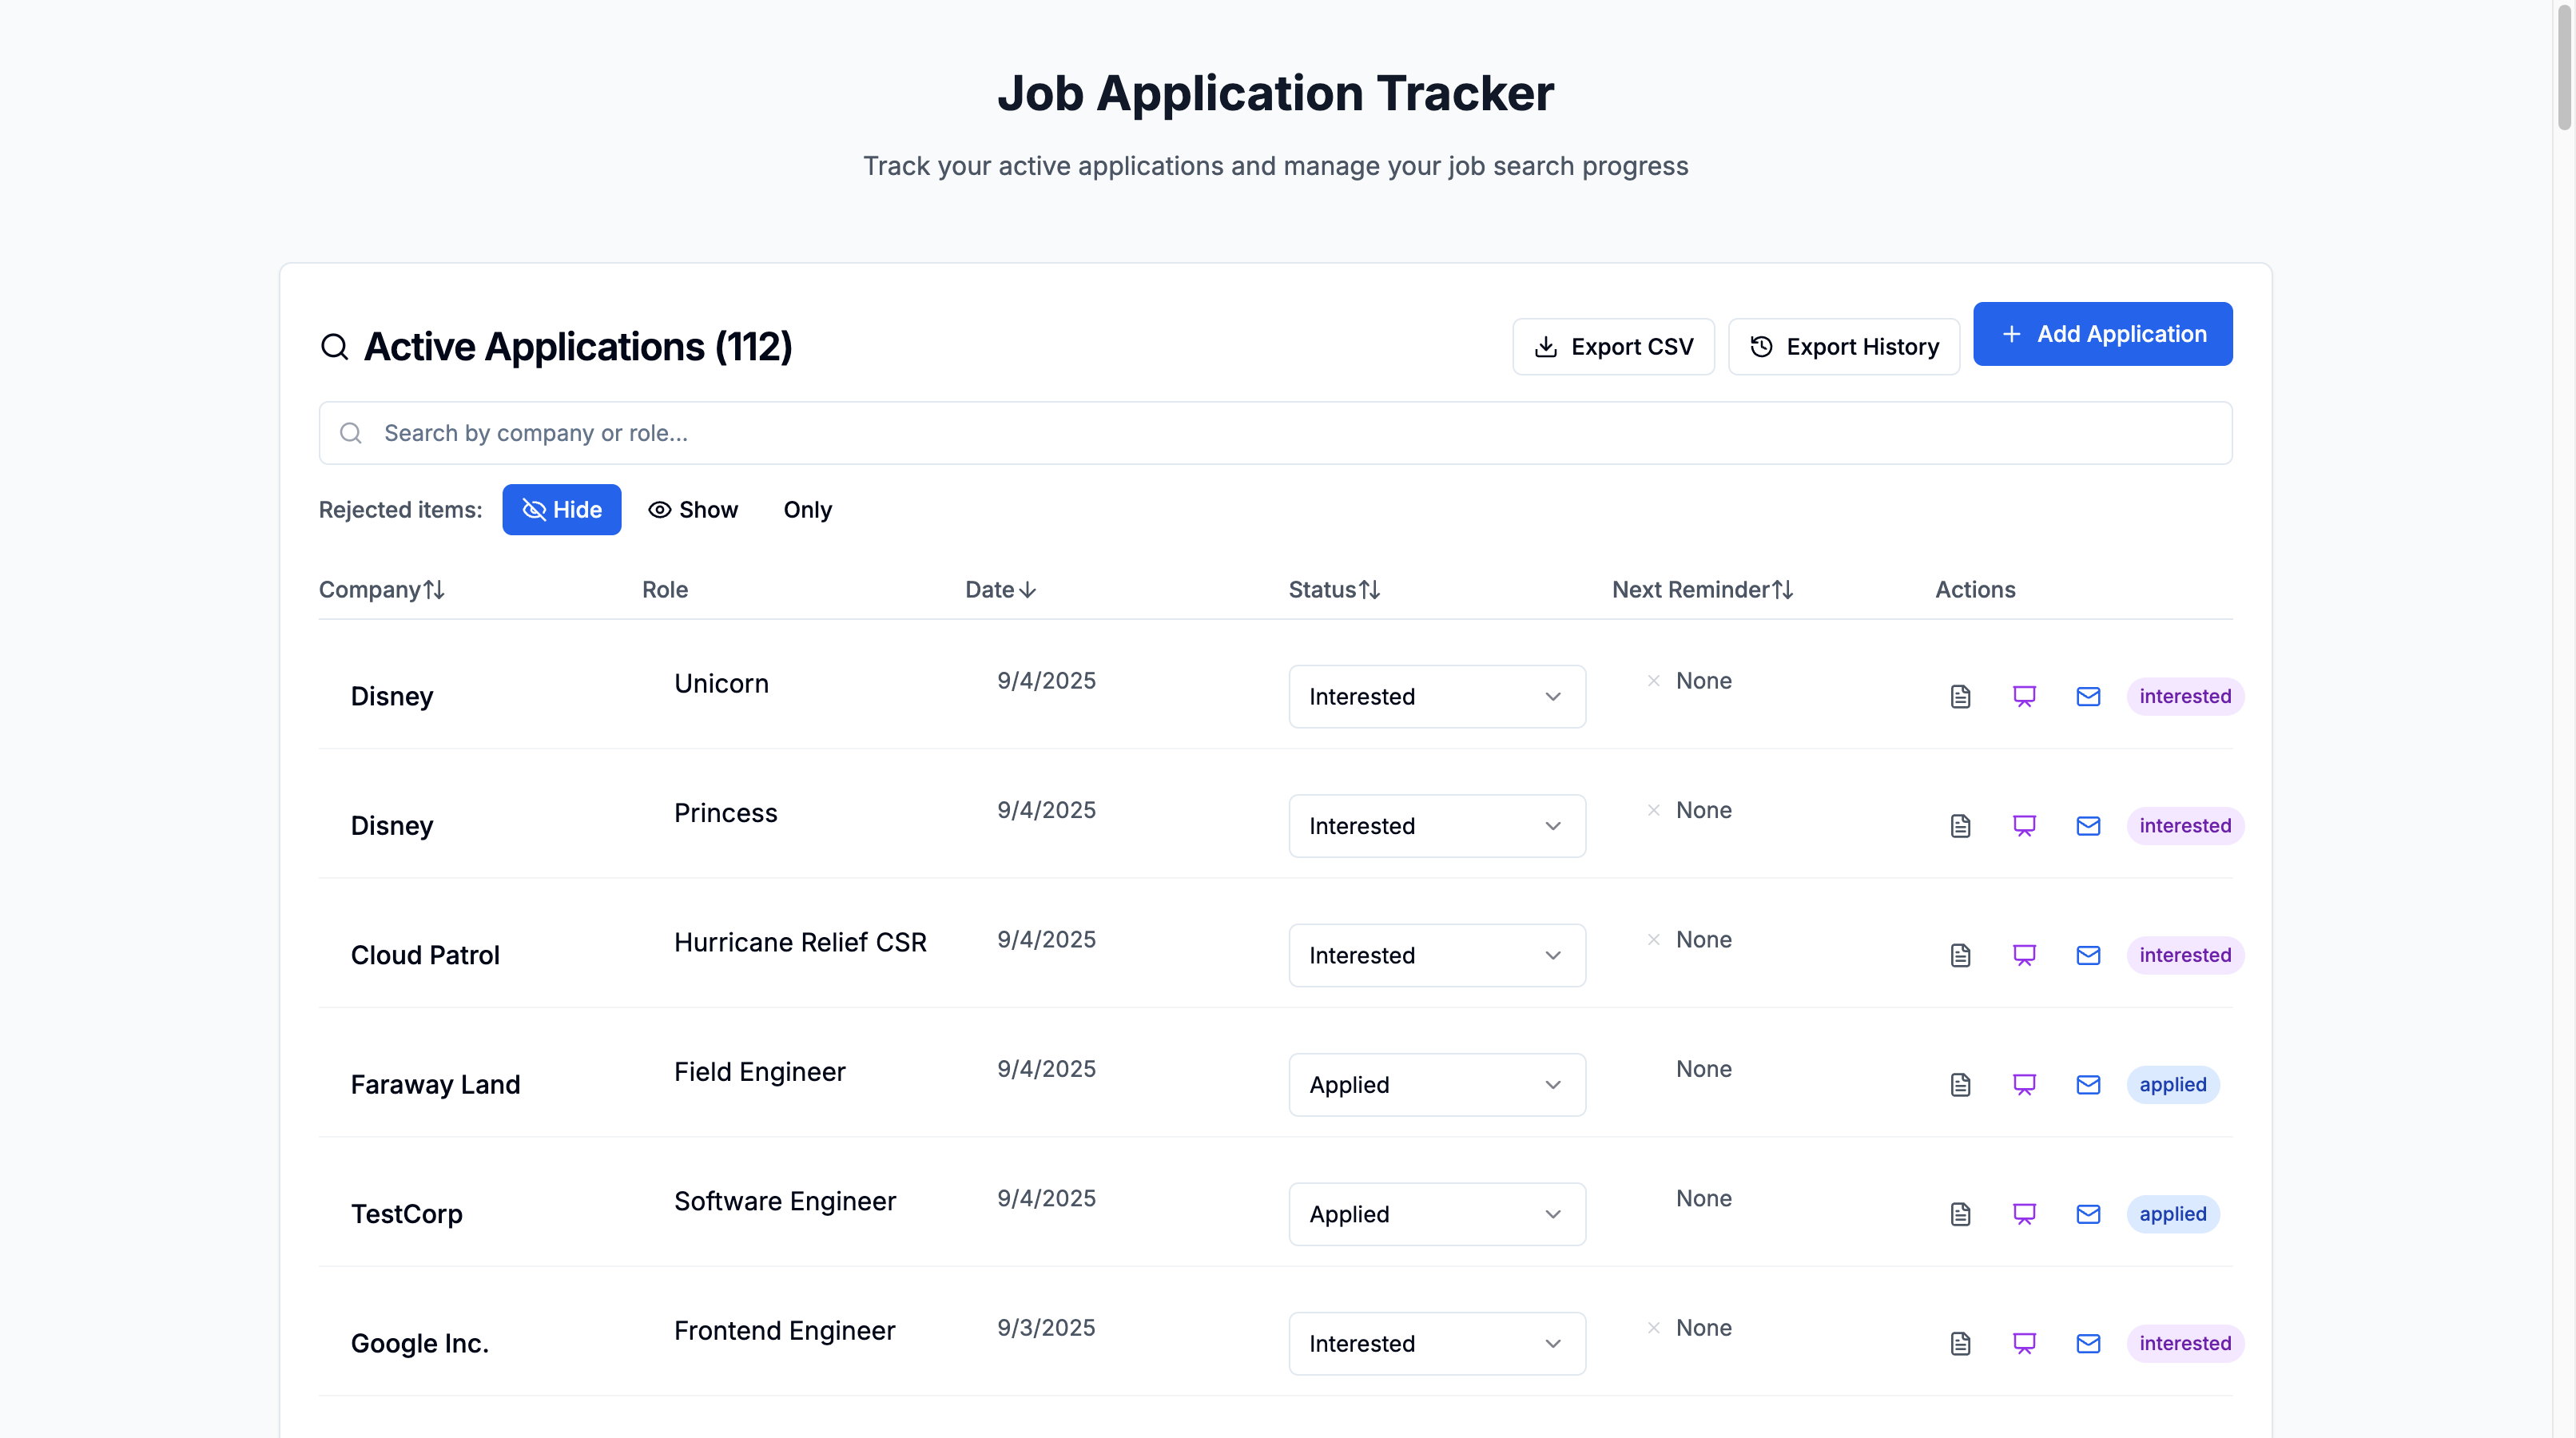 Job Application Tracker
Track your active applications and manage your job search progress
Active Applications (112)
Export CSV
Export History
Add Application
Search by company or role...
Rejected items: Hide Show Only
Company Role Date Status Next Reminder Actions
Disney Unicorn 9/4/2025 Interested None interested
Disney Princess 9/4/2025 Interested None interested
Cloud Patrol Hurricane Relief CSR 9/4/2025 Interested None interested
Faraway Land Field Engineer 9/4/2025 Applied None applied
TestCorp Software Engineer 9/4/2025 Applied None applied
Google Inc. Frontend Engineer 9/3/2025 Interested None interested